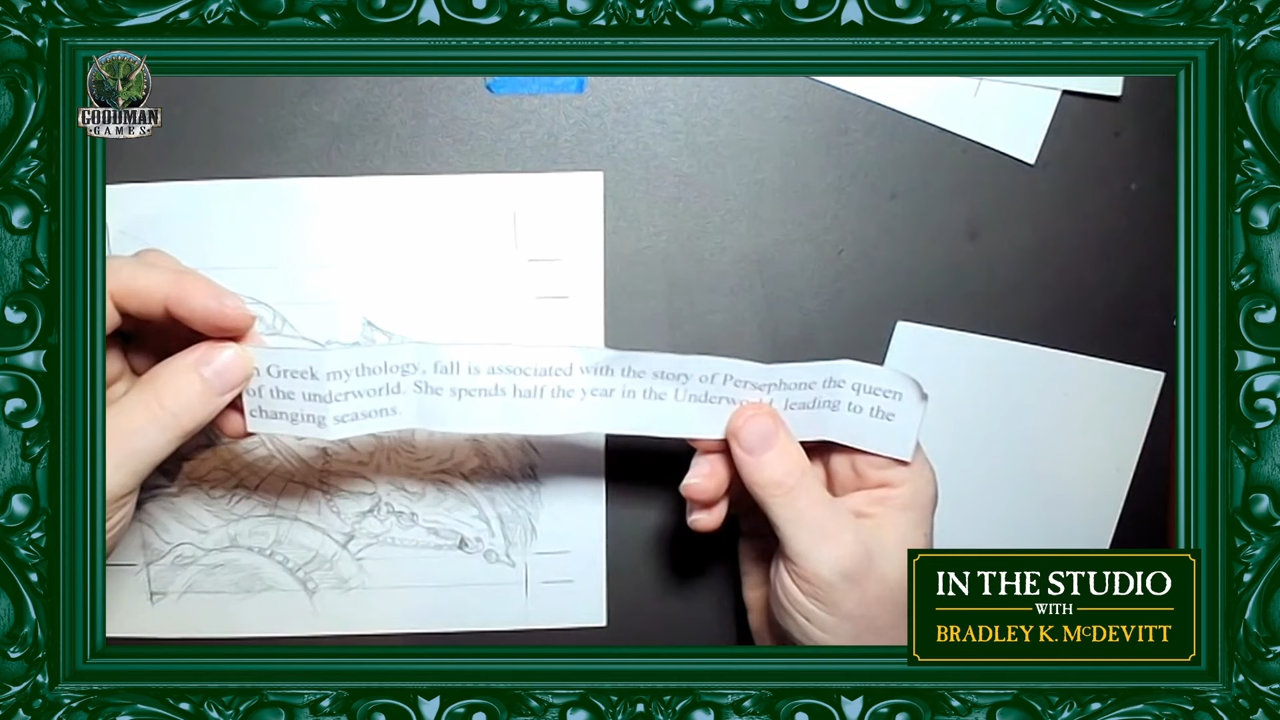 GOODMAN
GAMES
Greek mythology, fall is associated with the story of Persephone the queen
of the underworld. She spends half the year in the leading to the
changing seasons.
IN THE STUDIO
WITH
BRADLEY K. McDEVITT